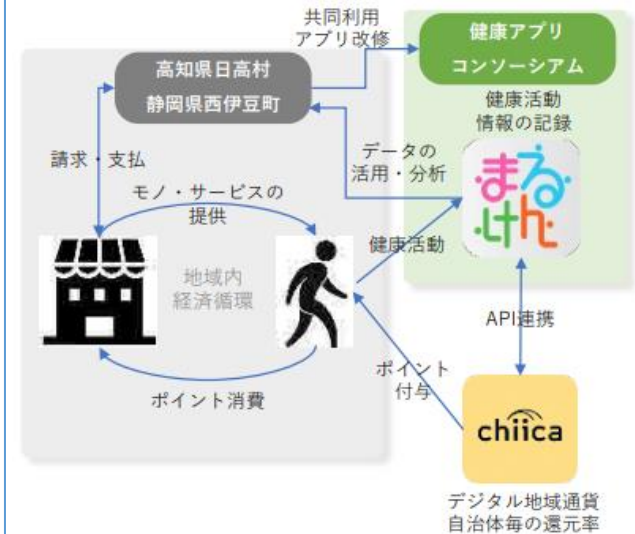 共同利用
アプリ改修
健康アプリ
コンソーシアム
高知県日高村
静岡県西伊豆町
健康活動
情報の記録
まるけん
請求・支払
データの
活用・分析
モノ・サービスの
提供
健康活動
地域内
経済循環
API連携
ポイント消費
ポイント
付与
chiica
デジタル地域通貨
自治体毎の還元率